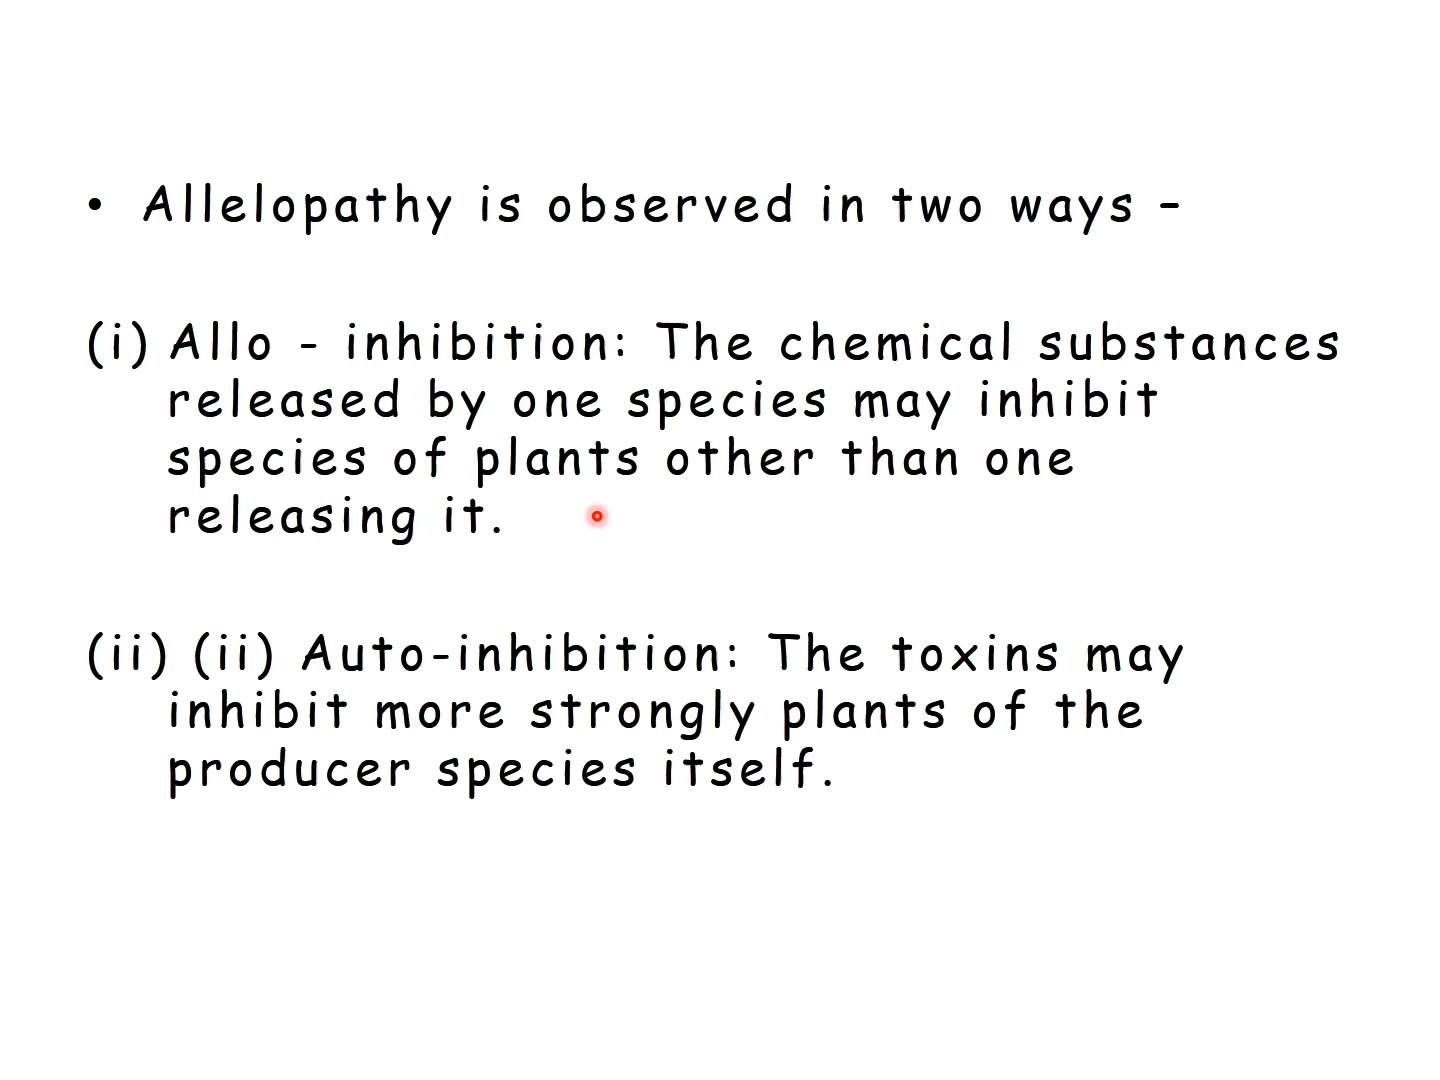 • Allelopathy is observed in two ways –
(i) Allo - inhibition: The chemical substances
released by one species may inhibit
species of plants other than one
releasing it.
(ii) (ii) Auto-inhibition: The toxins may
inhibit more strongly plants of the
producer species itself.